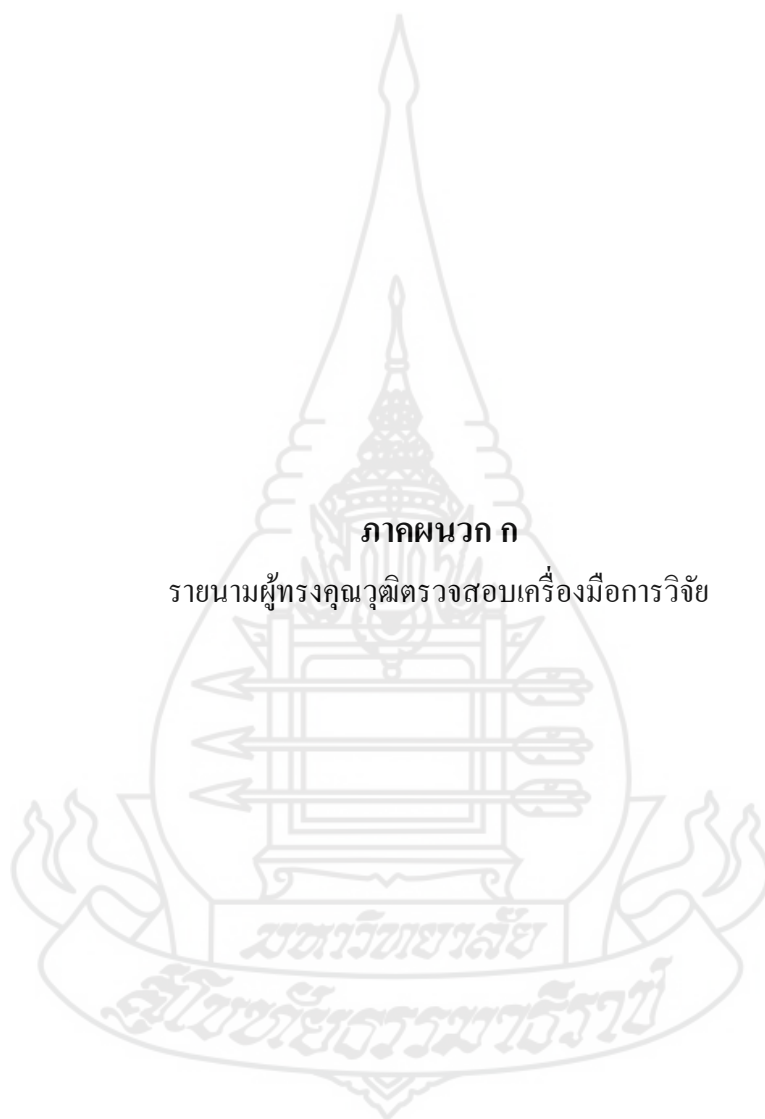 ภาคผนวก ก
รายนามผู้ทรงคุณวุฒิตรวจสอบเครื่องมือการวิจัย
มหาวิทยาลัย
สุโขทัยธรรมาธิราช